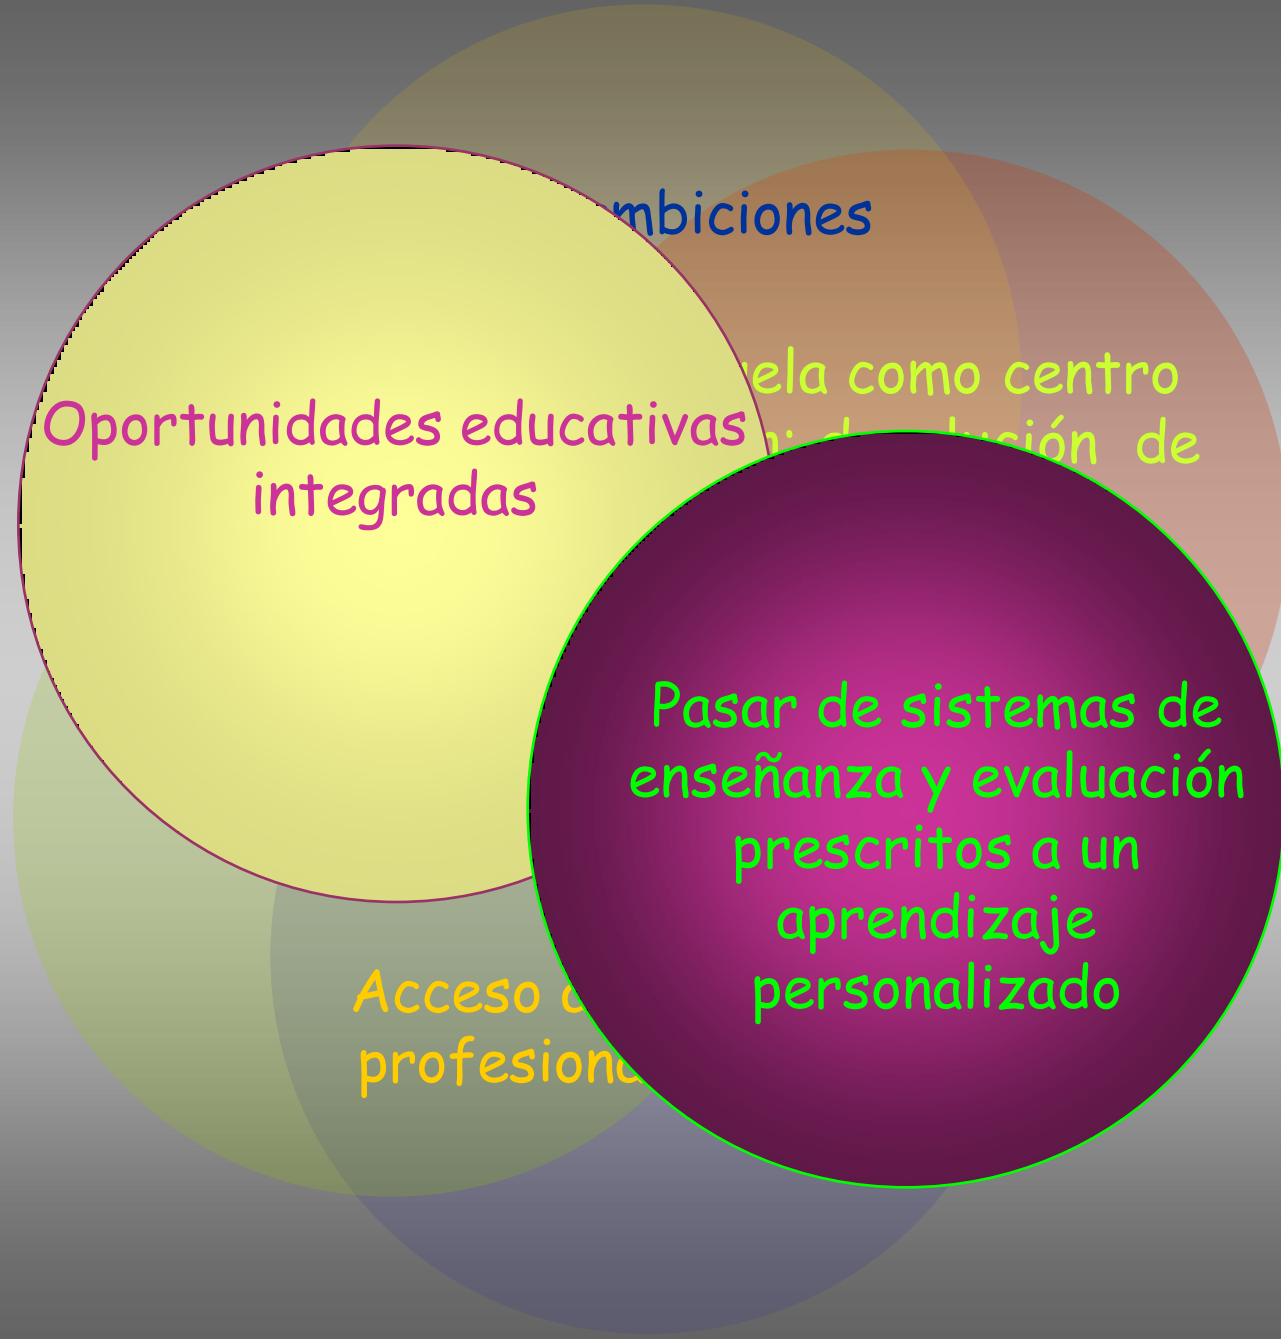 mbiciones
uela como centro
de
Oportunidades educativas
integradas
Pasar de sistemas de
enseñanza y evaluación
prescritos a un
aprendizaje
personalizado
Acceso
profesiona